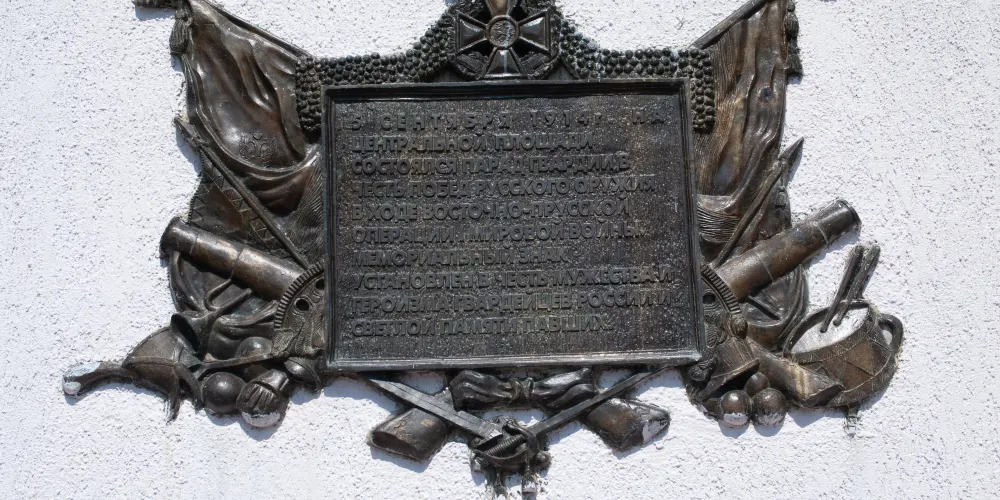 5 СЕНТЯБРЯ 1914 г. НА
ЦЕНТРАЛЬНОЙ ПЛОЩАДИ
СОСТОЯЛСЯ ПАРАД ГВАРДИИ В
ЧЕСТЬ ПОБЕД РУССКОГО ОРУЖИЯ
В ХОДЕ ВОСТОЧНО-ПРУССКОЙ
ОПЕРАЦИИ I МИРОВОЙ ВОЙНЫ.
МЕМОРИАЛЬНЫЙ ЗНАК
УСТАНОВЛЕН В ЧЕСТЬ МУЖЕСТВА И
ГЕРОИЗМА ГВАРДЕЙЦЕВ РОССИИ И
СВЕТЛОЙ ПАМЯТИ ПАВШИХ.